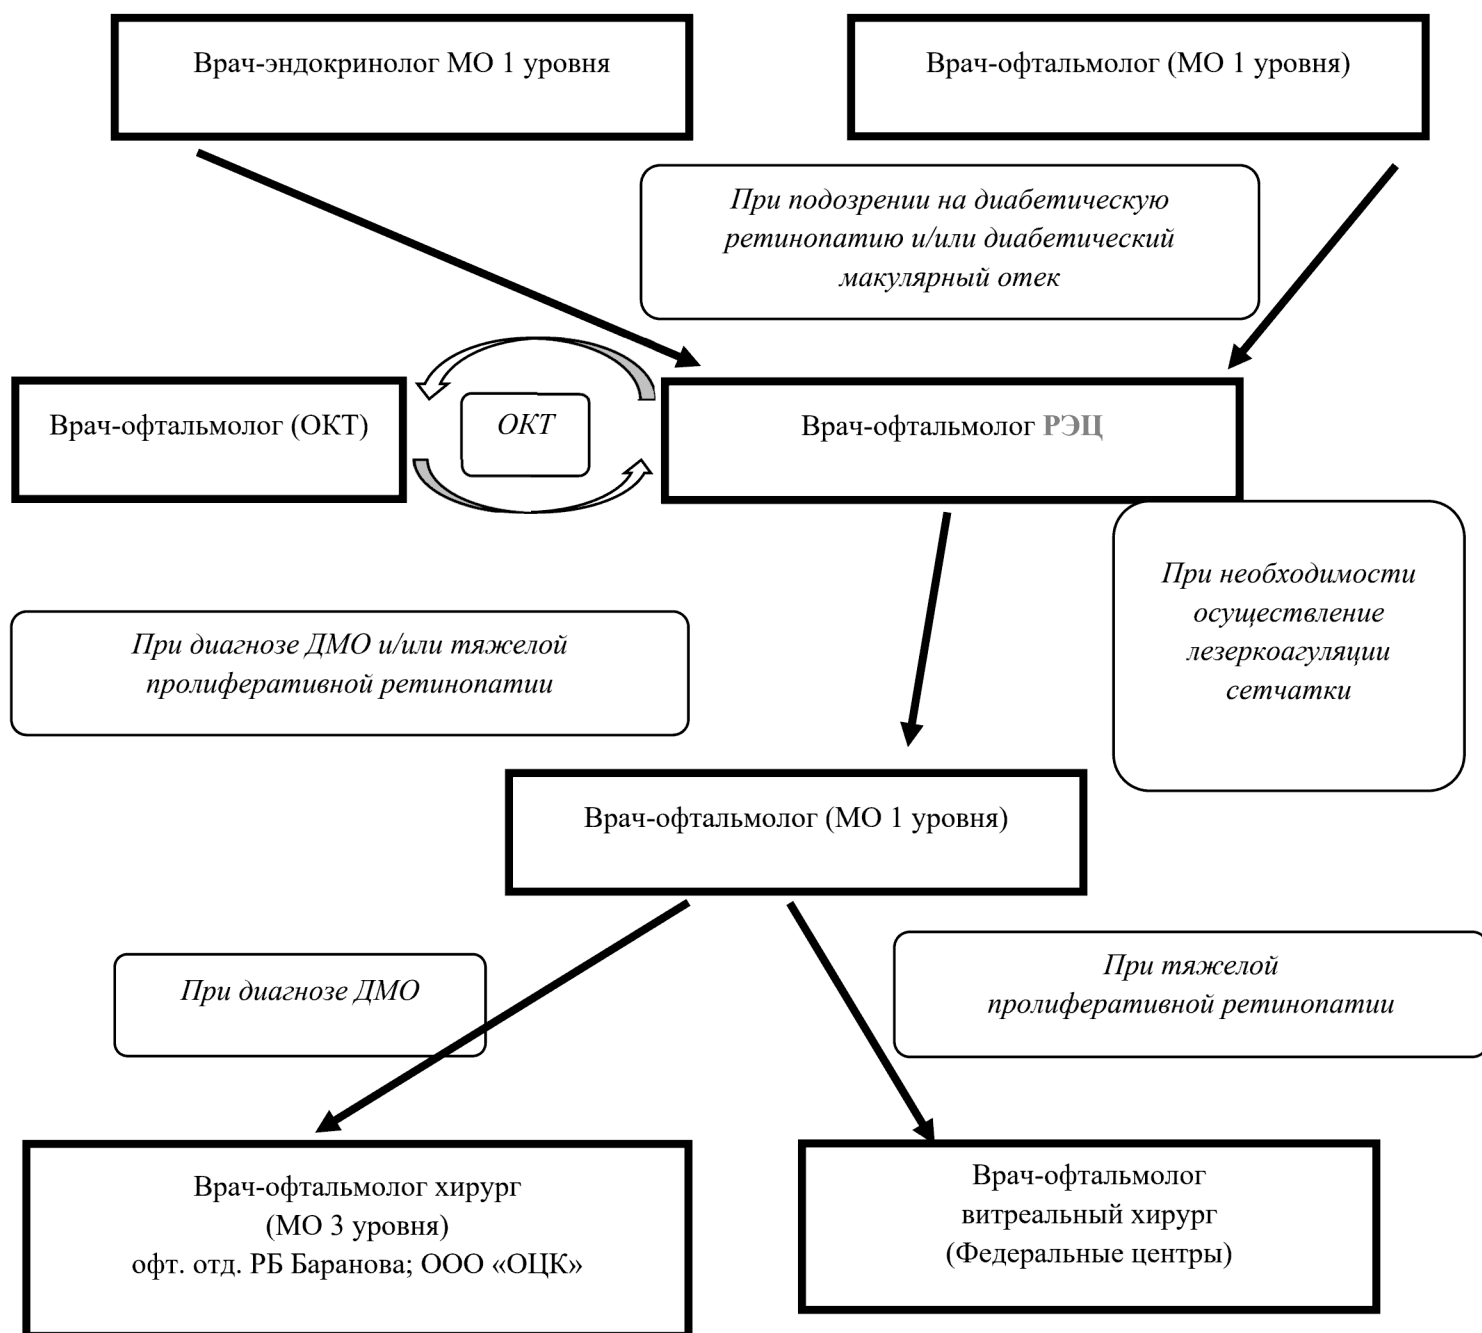 Врач-эндокринолог МО 1 уровня
Врач-офтальмолог (МО 1 уровня)
При подозрении на диабетическую
ретинопатию и/или диабетический
макулярный отек
Врач-офтальмолог (ОКТ)
ОКТ
Врач-офтальмолог РЭЦ
При необходимости
осуществление
лезеркоагуляции
сетчатки
При диагнозе ДМО и/или тяжелой
пролиферативной ретинопатии
Врач-офтальмолог (МО 1 уровня)
При диагнозе ДМО
При тяжелой
пролиферативной ретинопатии
Врач-офтальмолог хирург
(МО 3 уровня)
офт. отд. РБ Баранова; ООО «ОЦК»
Врач-офтальмолог
витреальный хирург
(Федеральные центры)